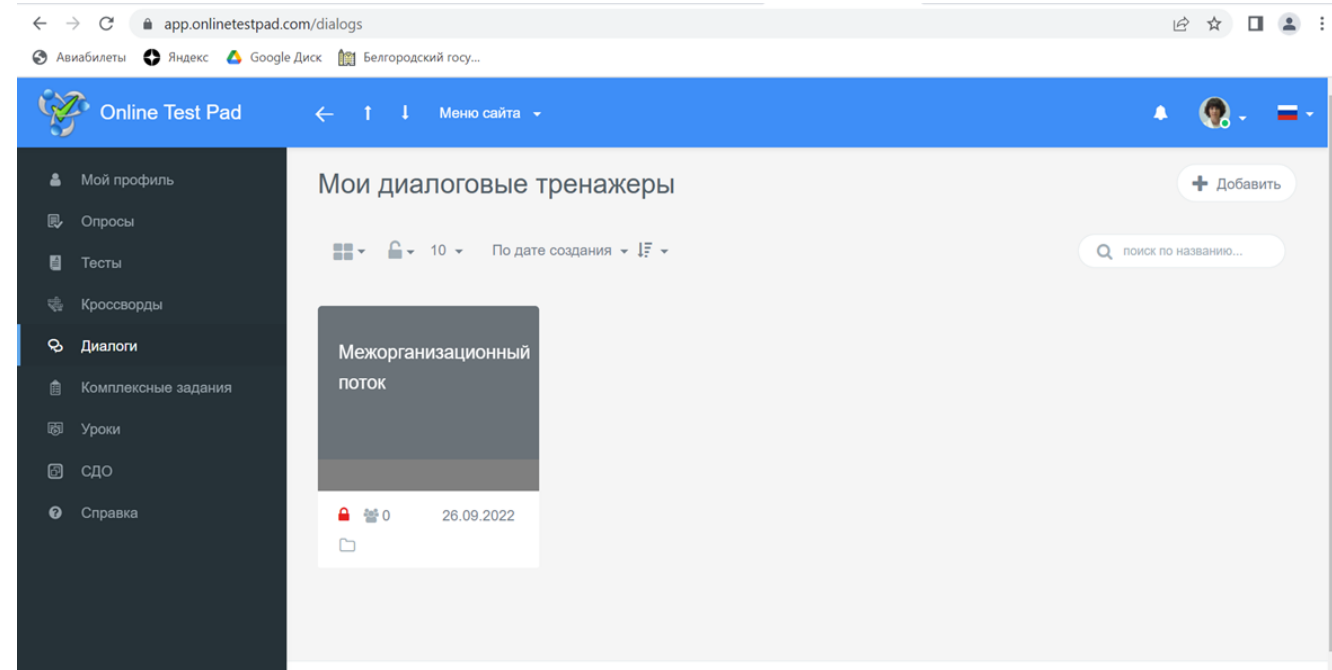 app.onlinetestpad.com/dialogs
Авиабилеты Яндекс Google Диск Белгородский госу...
Online Test Pad Меню сайта
Мой профиль
Опросы
Тесты
Кроссворды
Диалоги
Комплексные задания
Уроки
СДО
Справка
Мои диалоговые тренажеры
Добавить
10 По дате создания
поиск по названию...
Межорганизационный
поток
0 26.09.2022